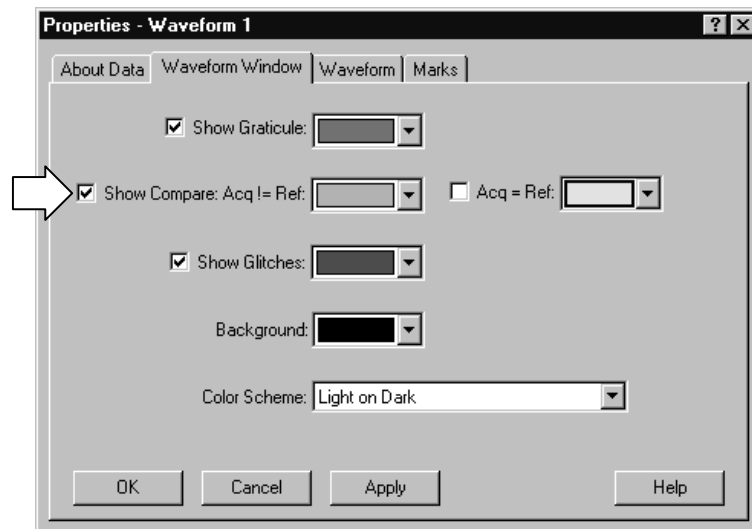 Properties - Waveform 1
About Data Waveform Window Waveform Marks
Show Graticule:
Show Compare: Acq != Ref: Acq = Ref:
Show Glitches:
Background:
Color Scheme: Light on Dark
OK Cancel Apply Help